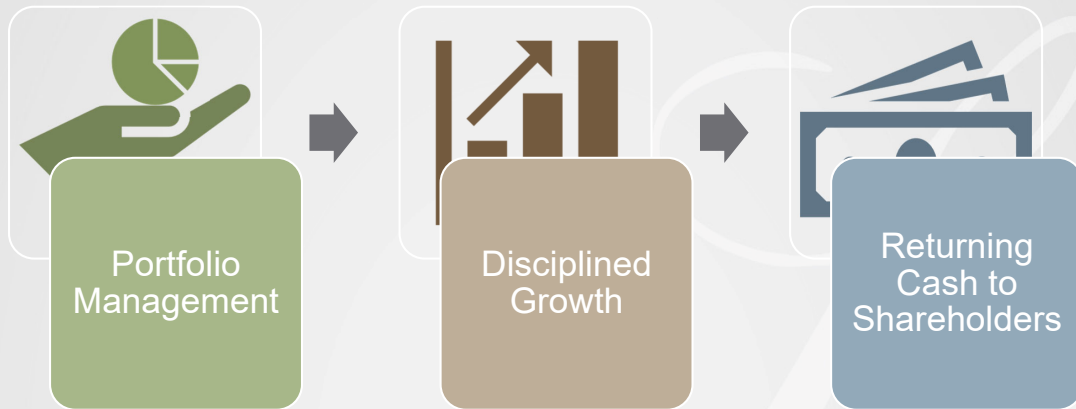 Portfolio
Management
Disciplined
Growth
Returning
Cash to
Shareholders